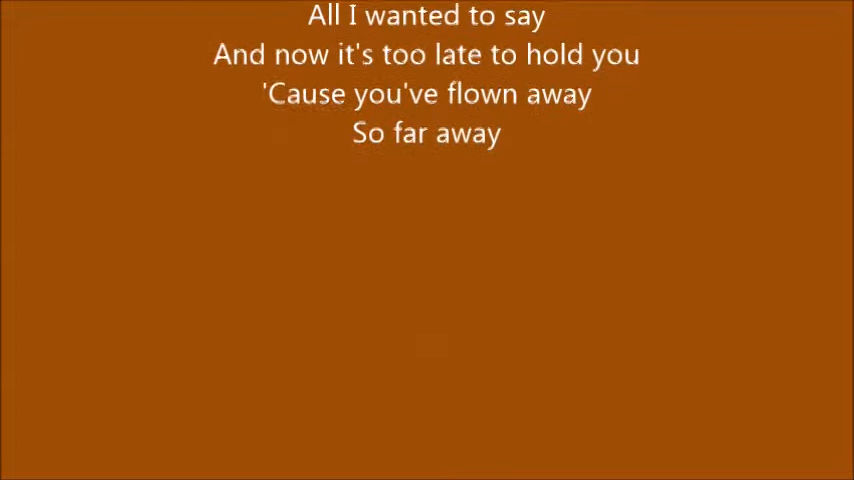 All I wanted to say
And now it's too late to hold you
'Cause you've flown away
So far away